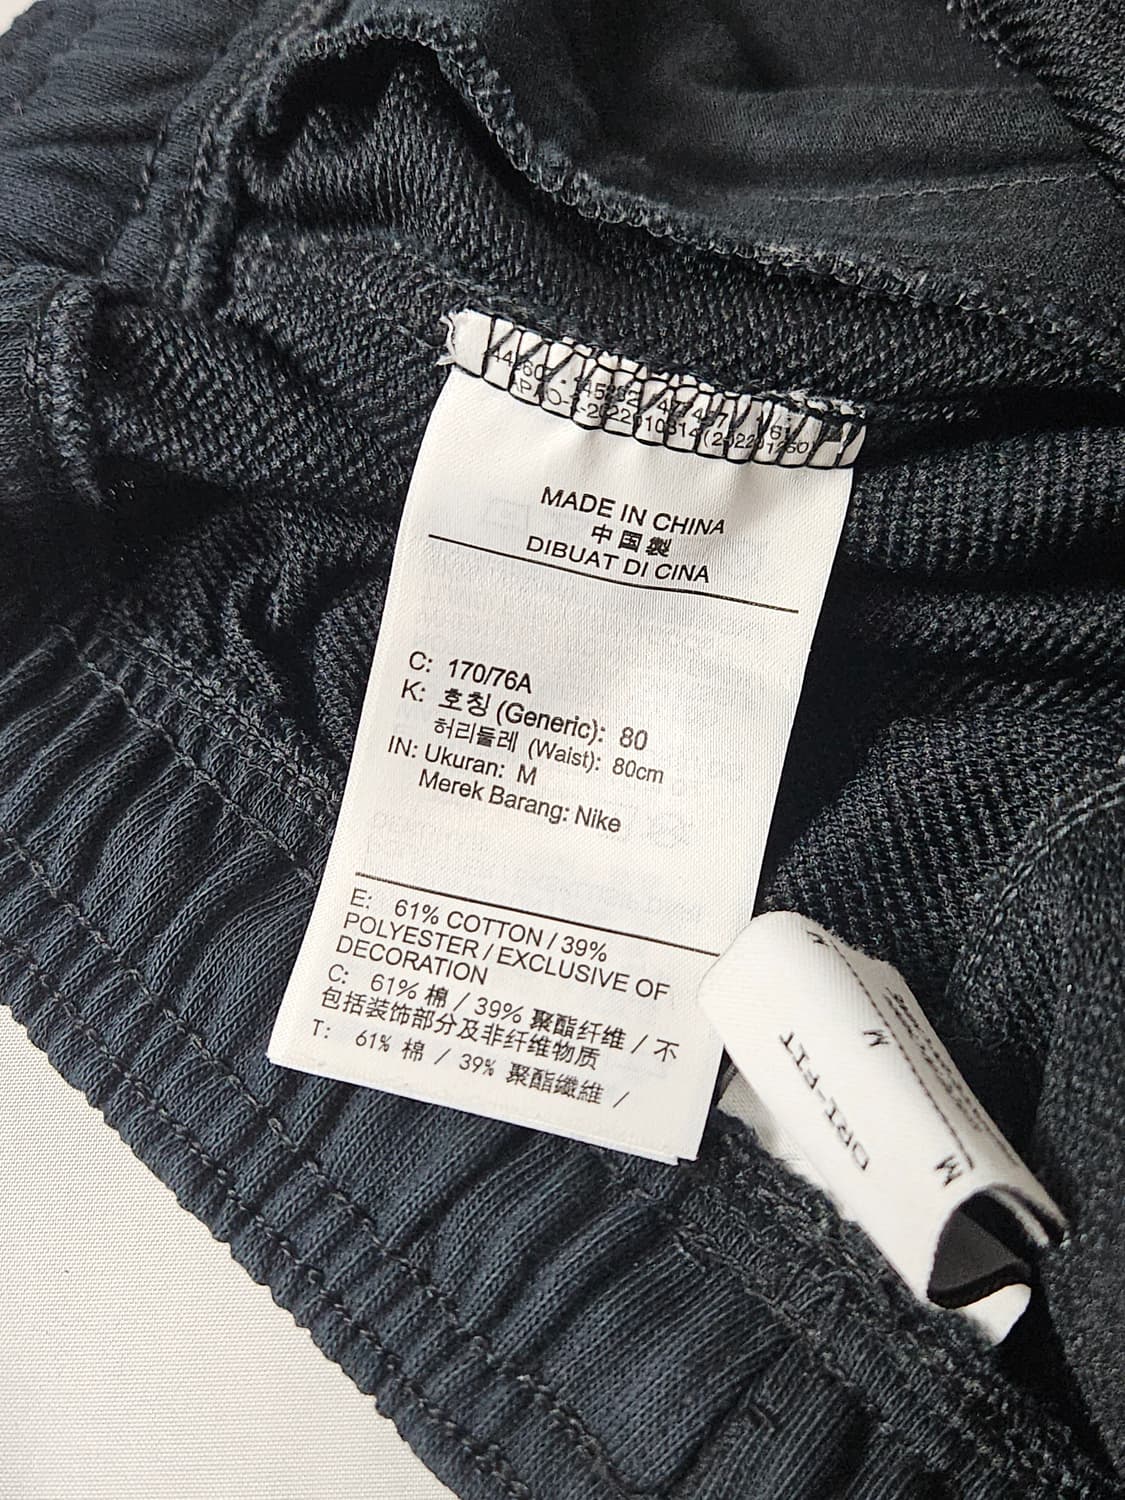 MADE IN CHINA
中国製
DIBUAT DI CINA
C: 170/76A
K: 호칭 (Generic): 80
허리둘레 (Waist): 80cm
IN: Ukuran: M
Merek Barang: Nike
E: 61% COTTON / 39%
POLYESTER / EXCLUSIVE OF
DECORATION
C: 61% 棉 / 39% 聚酯纤维 / 不
包括装饰部分及非纤维物质
T: 61% 棉 / 39% 聚酯纖維 /
DRI-FIT
M
M